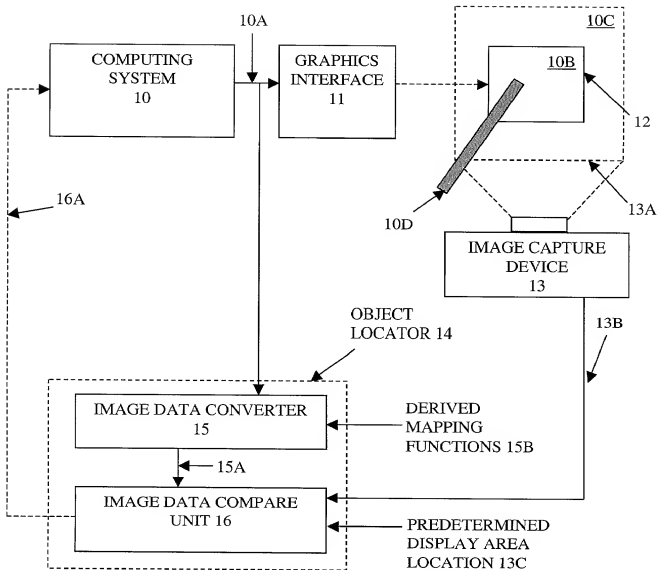 10A
COMPUTING
SYSTEM
10
GRAPHICS
INTERFACE
11
10C
10B
12
16A
10D
13A
IMAGE CAPTURE
DEVICE
13
OBJECT
LOCATOR 14
13B
IMAGE DATA CONVERTER
15
DERIVED
MAPPING
FUNCTIONS 15B
15A
IMAGE DATA COMPARE
UNIT 16
PREDETERMINED
DISPLAY AREA
LOCATION 13C